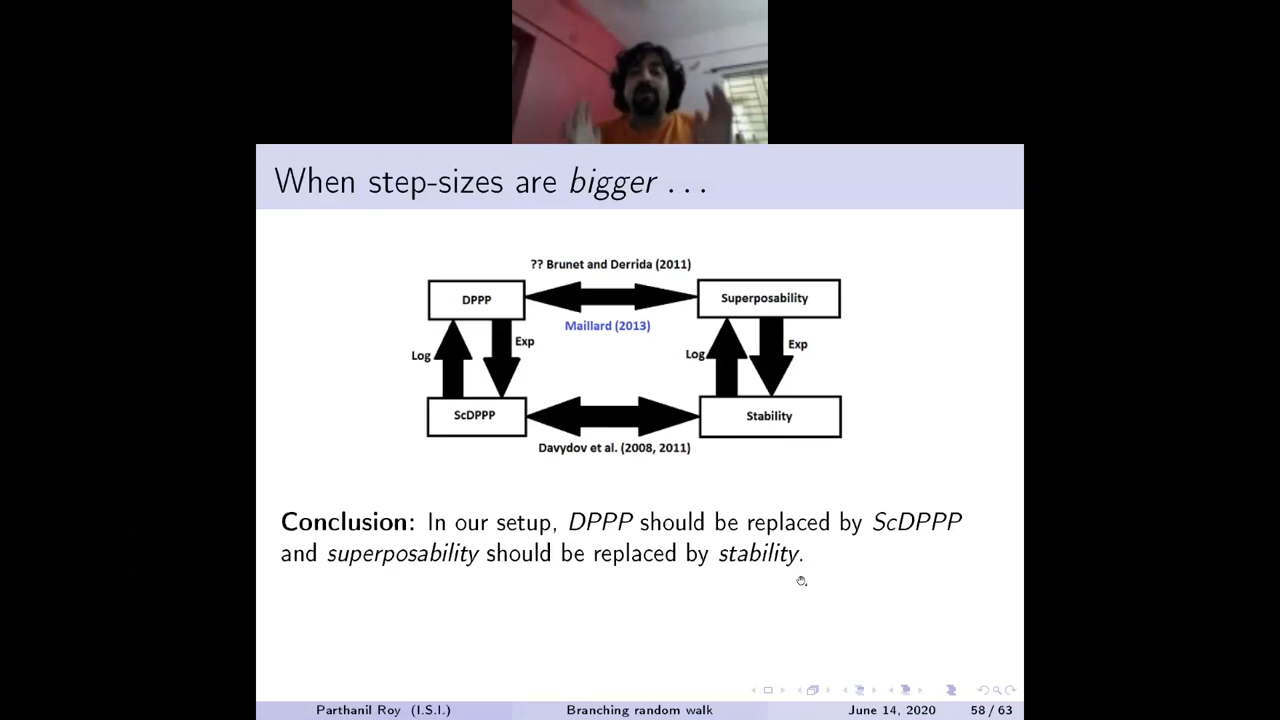 When step-sizes are bigger . . .
?? Brunet and Derrida (2011)
DPPP
Superposability
Maillard (2013)
Log
Exp
Log
Exp
ScDPPP
Stability
Davydov et al. (2008, 2011)
Conclusion: In our setup, DPPP should be replaced by ScDPPP
and superposability should be replaced by stability.
Parthanil Roy (I.S.I.)
Branching random walk
June 14, 2020
58 / 63